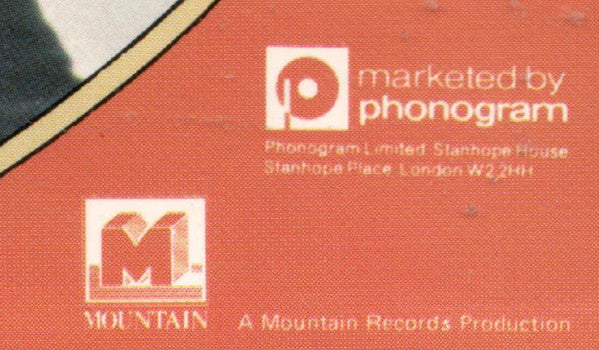 marketed by
phonogram
Phonogram Limited Stanhope House
Stanhope Place London W2 2HH
M
MOUNTAIN
A Mountain Records Production